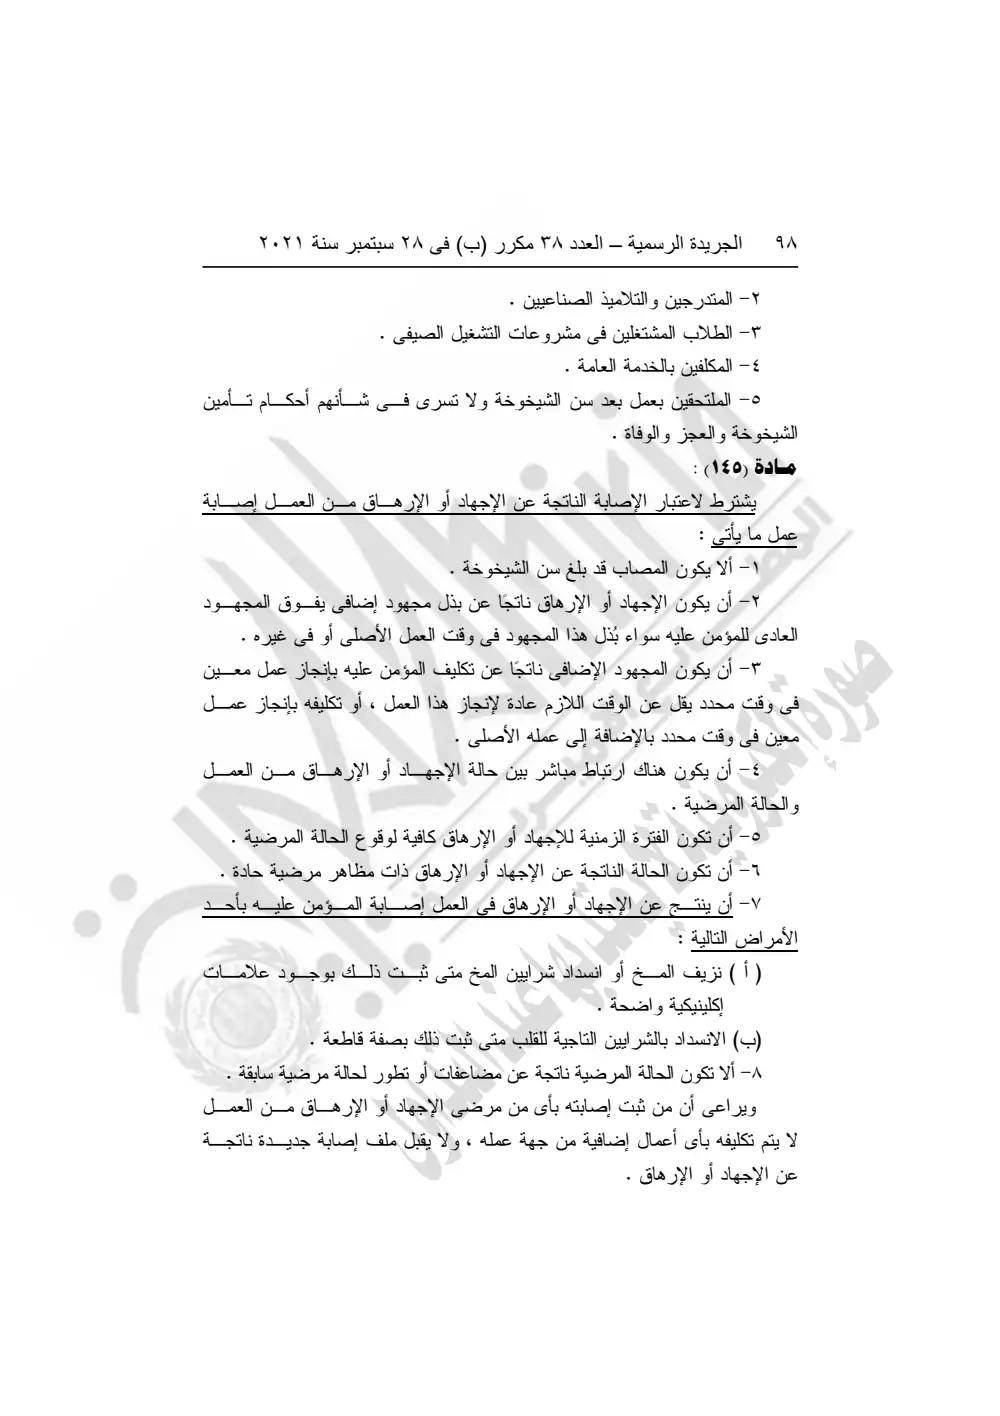 ٩٨ الجريدة الرسمية – العدد ٣٨ مكرر (ب) فى ٢٨ سبتمبر سنة ٢٠٢١
٢- المتدرجين والتلاميذ الصناعيين .
٣- الطلاب المشتغلين فى مشروعات التشغيل الصيفى .
٤- المكلفين بالخدمة العامة .
٥- الملتحقين بعمل بعد سن الشيخوخة ولا تسرى فى شأنهم أحكام تأمين
الشيخوخة والعجز والوفاة .
مادة (١٤٥) :
يشترط لاعتبار الإصابة الناتجة عن الإجهاد أو الإرهاق من العمل إصابة
عمل ما يأتى :
١- ألا يكون المصاب قد بلغ سن الشيخوخة .
٢- أن يكون الإجهاد أو الإرهاق ناتجًا عن بذل مجهود إضافى يفوق المجهود
العادى للمؤمن عليه سواء بُذل هذا المجهود فى وقت العمل الأصلى أو فى غيره .
٣- أن يكون المجهود الإضافى ناتجًا عن تكليف المؤمن عليه بإنجاز عمل معين
فى وقت محدد يقل عن الوقت اللازم عادة لإنجاز هذا العمل ، أو تكليفه بإنجاز عمل
معين فى وقت محدد بالإضافة إلى عمله الأصلى .
٤- أن يكون هناك ارتباط مباشر بين حالة الإجهاد أو الإرهاق من العمل
والحالة المرضية .
٥- أن تكون الفترة الزمنية للإجهاد أو الإرهاق كافية لوقوع الحالة المرضية .
٦- أن تكون الحالة الناتجة عن الإجهاد أو الإرهاق ذات مظاهر مرضية حادة .
٧- أن ينتج عن الإجهاد أو الإرهاق فى العمل إصابة المؤمن عليه بأحد
الأمراض التالية :
( أ ) نزيف المخ أو انسداد شرايين المخ متى ثبت ذلك بوجود علامات
إكلينيكية واضحة .
(ب) الانسداد بالشرايين التاجية للقلب متى ثبت ذلك بصفة قاطعة .
٨- ألا تكون الحالة المرضية ناتجة عن مضاعفات أو تطور لحالة مرضية سابقة .
ويراعى أن من ثبت إصابته بأى من مرضى الإجهاد أو الإرهاق من العمل
لا يتم تكليفه بأى أعمال إضافية من جهة عمله ، ولا يقبل ملف إصابة جديدة ناتجة
عن الإجهاد أو الإرهاق .
صورة إلكترونية لا يعتد بها عند التداول